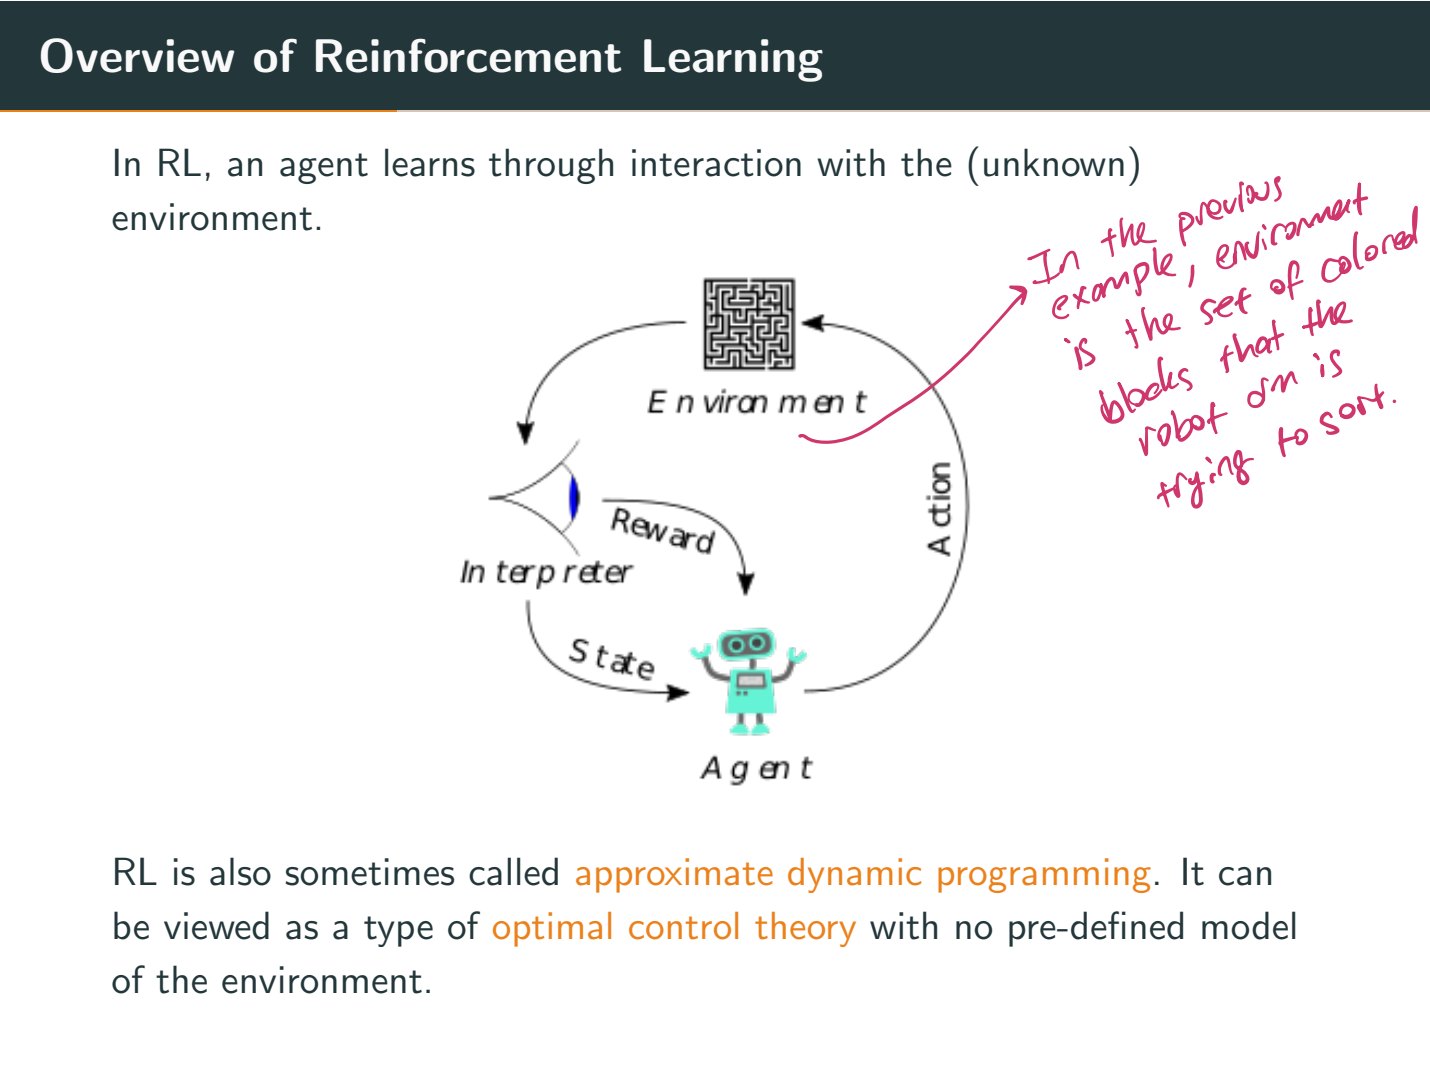 Overview of Reinforcement Learning
In RL, an agent learns through interaction with the (unknown)
environment.
In the previous
example, environment
is the set of colored
blocks that the
robot arm is
trying to sort.
Environment
Reward
Action
Interpreter
State
Agent
RL is also sometimes called approximate dynamic programming. It can
be viewed as a type of optimal control theory with no pre-defined model
of the environment.